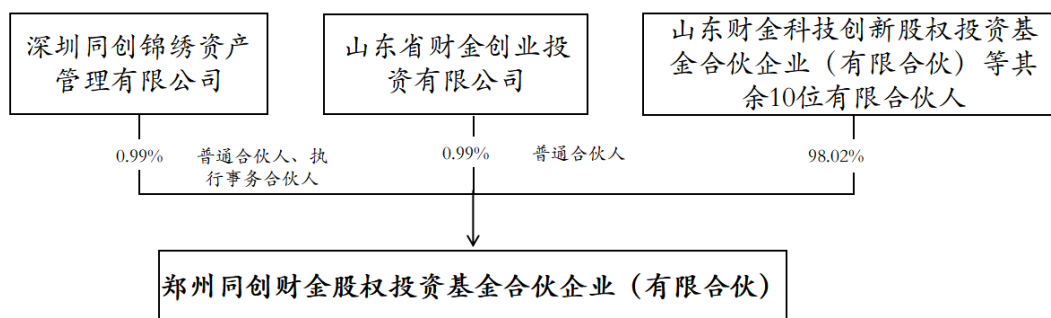 深圳同创锦绣资产
管理有限公司
山东省财金创业投
资有限公司
山东财金科技创新股权投资基
金合伙企业（有限合伙）等其
余10位有限合伙人
0.99%
普通合伙人、执
行事务合伙人
0.99%
普通合伙人
98.02%
郑州同创财金股权投资基金合伙企业（有限合伙）